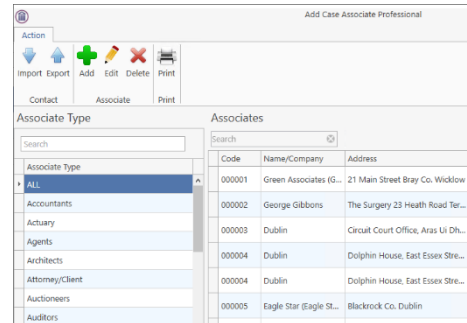 Add Case Associate Professional
Action
Import Export Add Edit Delete Print
Contact Associate Print
Associate Type
Search
Associate Type
ALL
Accountants
Actuary
Agents
Architects
Attorney/Client
Auctioneers
Auditors
Associates
Search
Code Name/Company Address
000001 Green Associates (G... 21 Main Street Bray Co. Wicklow
000002 George Gibbons The Surgery 23 Heath Road Ter...
000003 Dublin Circuit Court Office, Aras Ui Dh...
000004 Dublin Dolphin House, East Essex Stre...
000004 Dublin Dolphin House, East Essex Stre...
000005 Eagle Star (Eagle St... Blackrock Co. Dublin